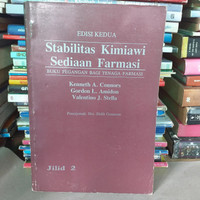 EDISI KEDUA
Stabilitas Kimiawi
Sediaan Farmasi
BUKU PEGANGAN BAGI TENAGA FARMASI
Kenneth A. Connors
Gordon L. Amidon
Valentino J. Stella
Jilid 2